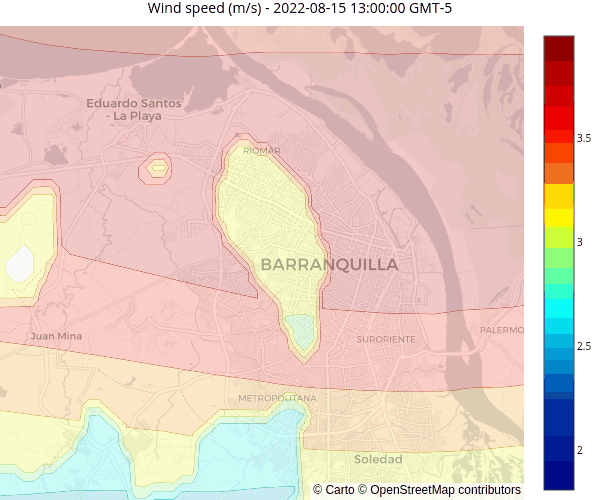 Wind speed (m/s) - 2022-08-15 13:00:00 GMT-5
Eduardo Santos
- La Playa
RIOMAR
BARRANQUILLA
Juan Mina
SURORIENTE
PALERMO
METROPOLITANA
Soledad
3.5
3
2.5
2
© Carto © OpenStreetMap contributors